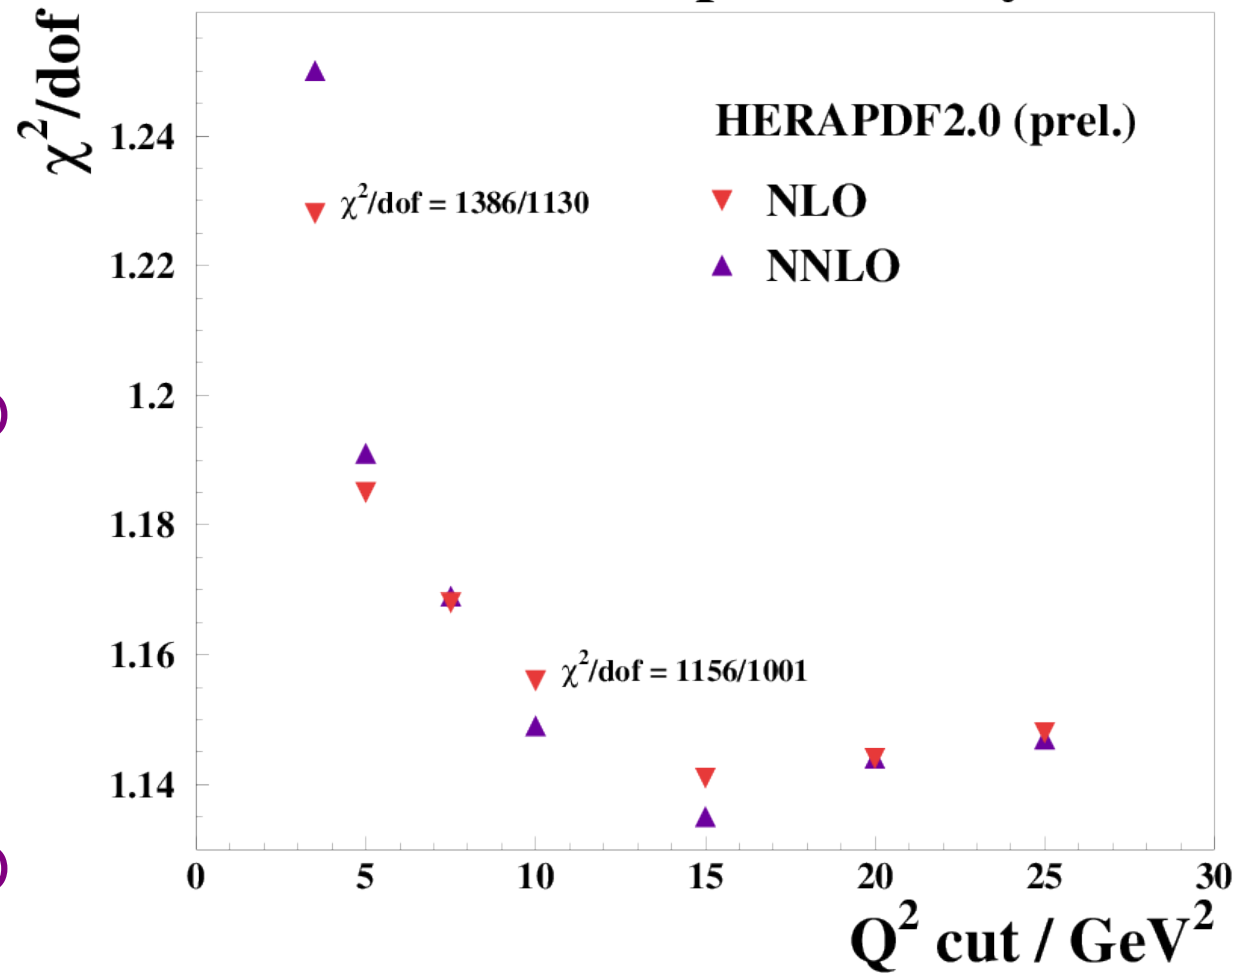 χ²/dof
HERAPDF2.0 (prel.)
NLO
NNLO
χ²/dof = 1386/1130
χ²/dof = 1156/1001
1.24
1.22
1.2
1.18
1.16
1.14
0 5 10 15 20 25 30
Q² cut / GeV²